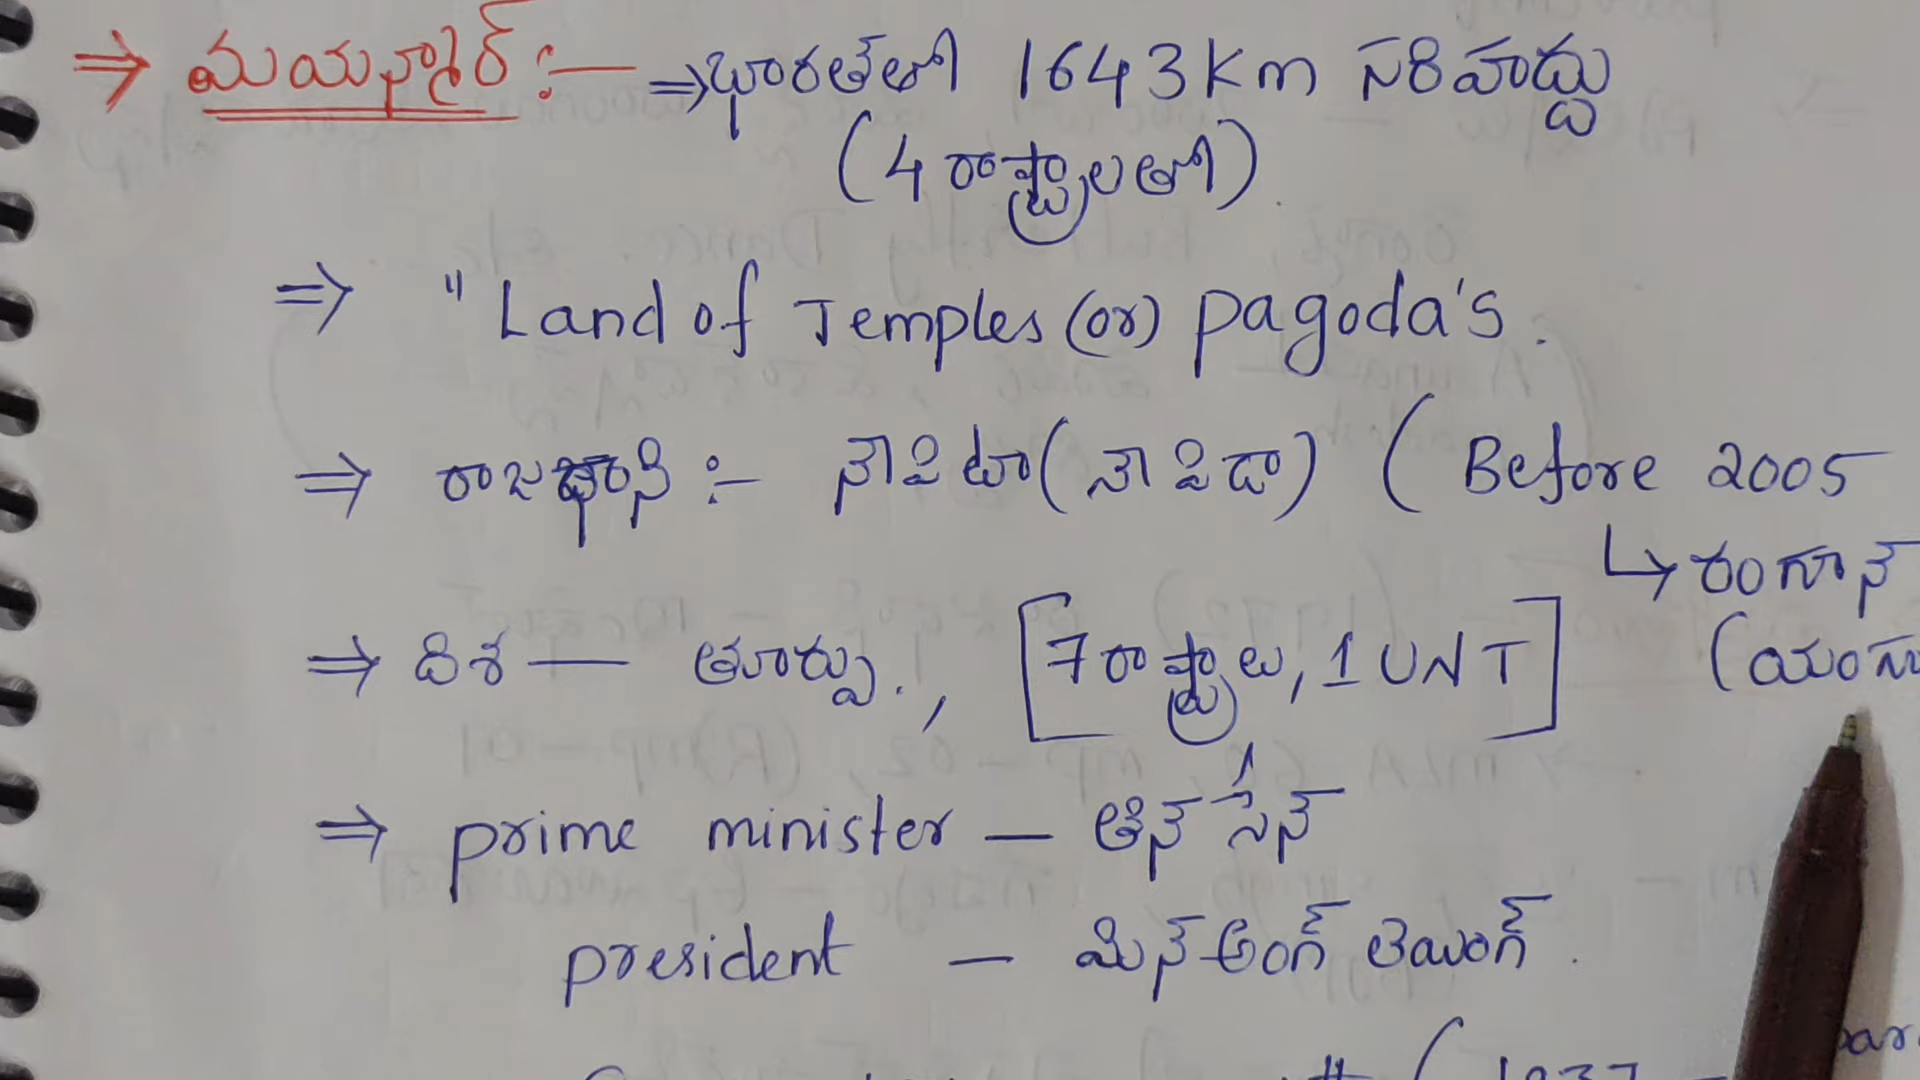 ⇒ మయన్మార్ :— ⇒ భారత్‌తో 1643 Km సరిహద్దు
(4 రాష్ట్రాలతో)
⇒ "Land of Temples (or) pagoda's.
⇒ రాజధాని :- నౌపిటా (నౌపిడా) (Before 2005
↳ రంగూన్
⇒ దిశ — తూర్పు., [7 రాష్ట్రాలు, 1 UNT]
⇒ prime minister — తిన్ సేన్
president — మిన్ అంగ్ లెయింగ్.